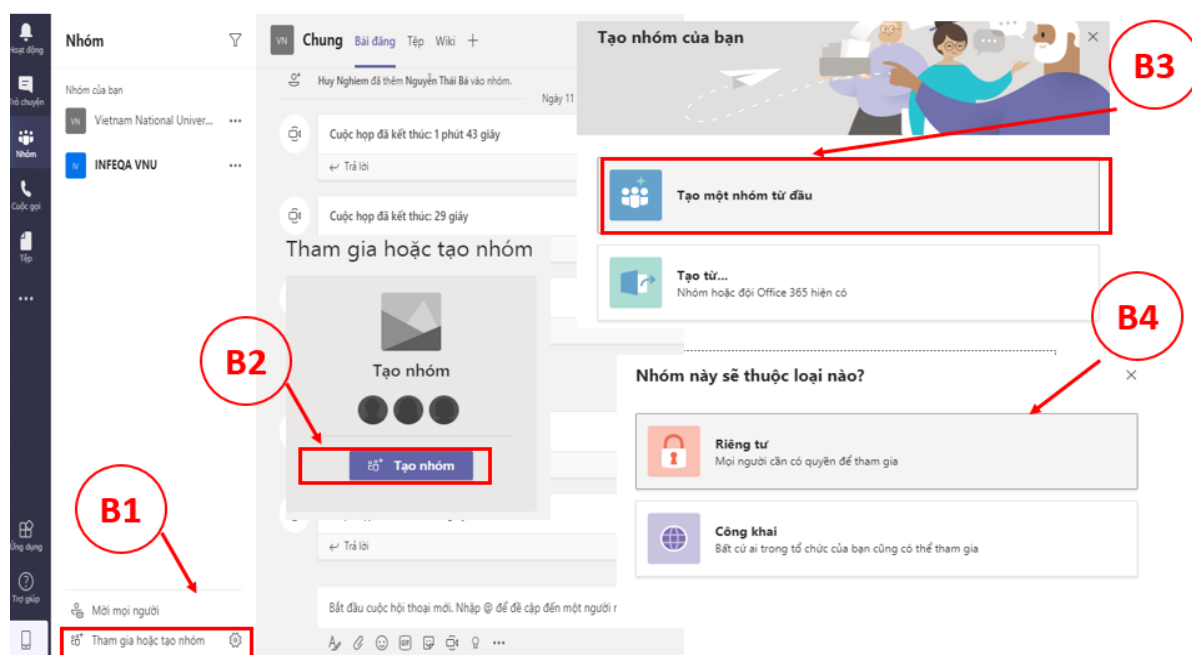 Hoạt động
Trò chuyện
Nhóm
Cuộc gọi
Tệp
Ứng dụng
Trợ giúp
Nhóm
Nhóm của bạn
VN Vietnam National Univer... •••
IV INFEQA VNU •••
B1
Mời mọi người
Tham gia hoặc tạo nhóm
VN Chung Bài đăng Tệp Wiki +
Huy Nghiem đã thêm Nguyễn Thái Bá vào nhóm.
Ngày 11
Cuộc họp đã kết thúc: 1 phút 43 giây
Trả lời
Cuộc họp đã kết thúc: 29 giây
Tham gia hoặc tạo nhóm
Tạo nhóm
B2
Tạo nhóm
Trả lời
Bắt đầu cuộc hội thoại mới. Nhập @ để đề cập đến một người
GIF
Tạo nhóm của bạn
B3
Tạo một nhóm từ đầu
Tạo từ...
Nhóm hoặc đội Office 365 hiện có
B4
Nhóm này sẽ thuộc loại nào?
Riêng tư
Mọi người cần có quyền để tham gia
Công khai
Bất cứ ai trong tổ chức của bạn cũng có thể tham gia